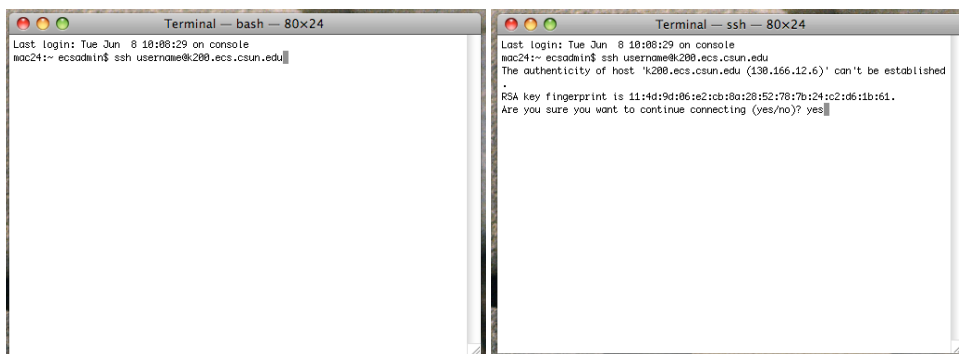 Terminal — bash — 80×24
Last login: Tue Jun  8 10:08:29 on console
mac24:~ ecsadmin$ ssh username@k200.ecs.csun.edu
Terminal — ssh — 80×24
Last login: Tue Jun  8 10:08:29 on console
mac24:~ ecsadmin$ ssh username@k200.ecs.csun.edu
The authenticity of host 'k200.ecs.csun.edu (130.166.12.6)' can't be established
.
RSA key fingerprint is 11:4d:9d:06:e2:cb:8a:28:52:78:7b:24:c2:d6:1b:61.
Are you sure you want to continue connecting (yes/no)? yes